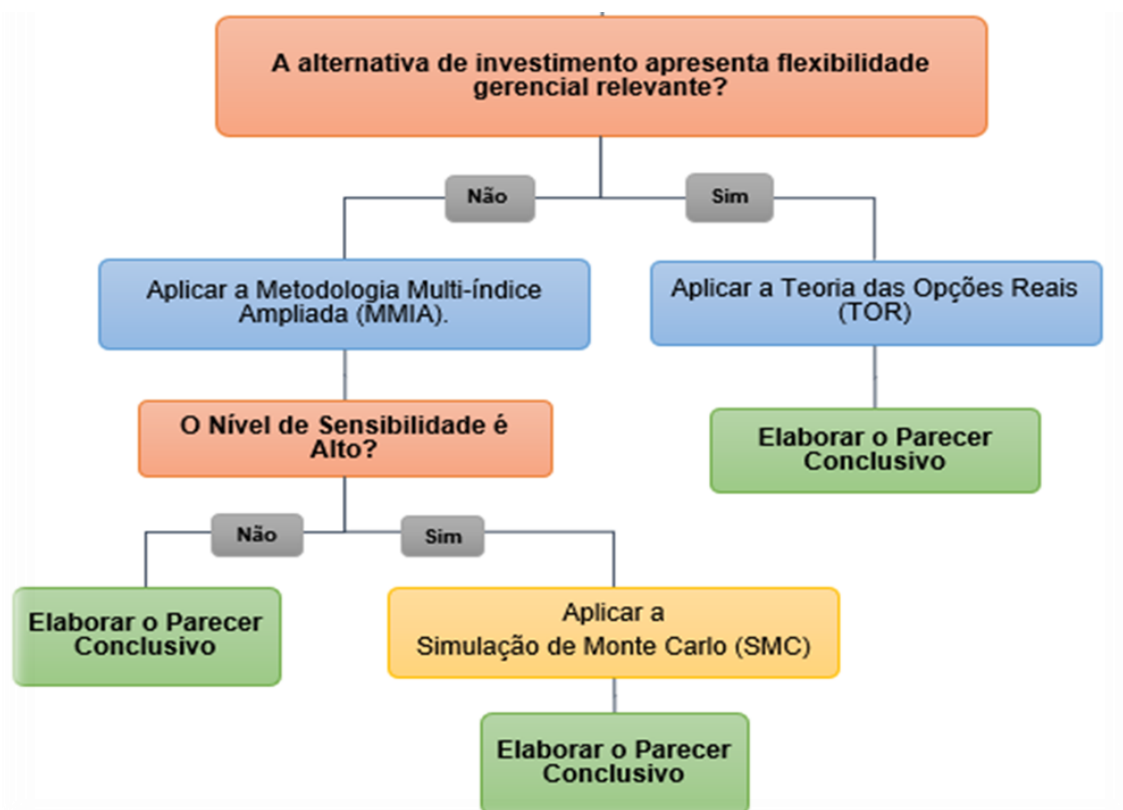 A alternativa de investimento apresenta flexibilidade
gerencial relevante?
Não
Sim
Aplicar a Metodologia Multi-índice
Ampliada (MMIA).
Aplicar a Teoria das Opções Reais
(TOR)
O Nível de Sensibilidade é
Alto?
Elaborar o Parecer
Conclusivo
Não
Sim
Elaborar o Parecer
Conclusivo
Aplicar a
Simulação de Monte Carlo (SMC)
Elaborar o Parecer
Conclusivo